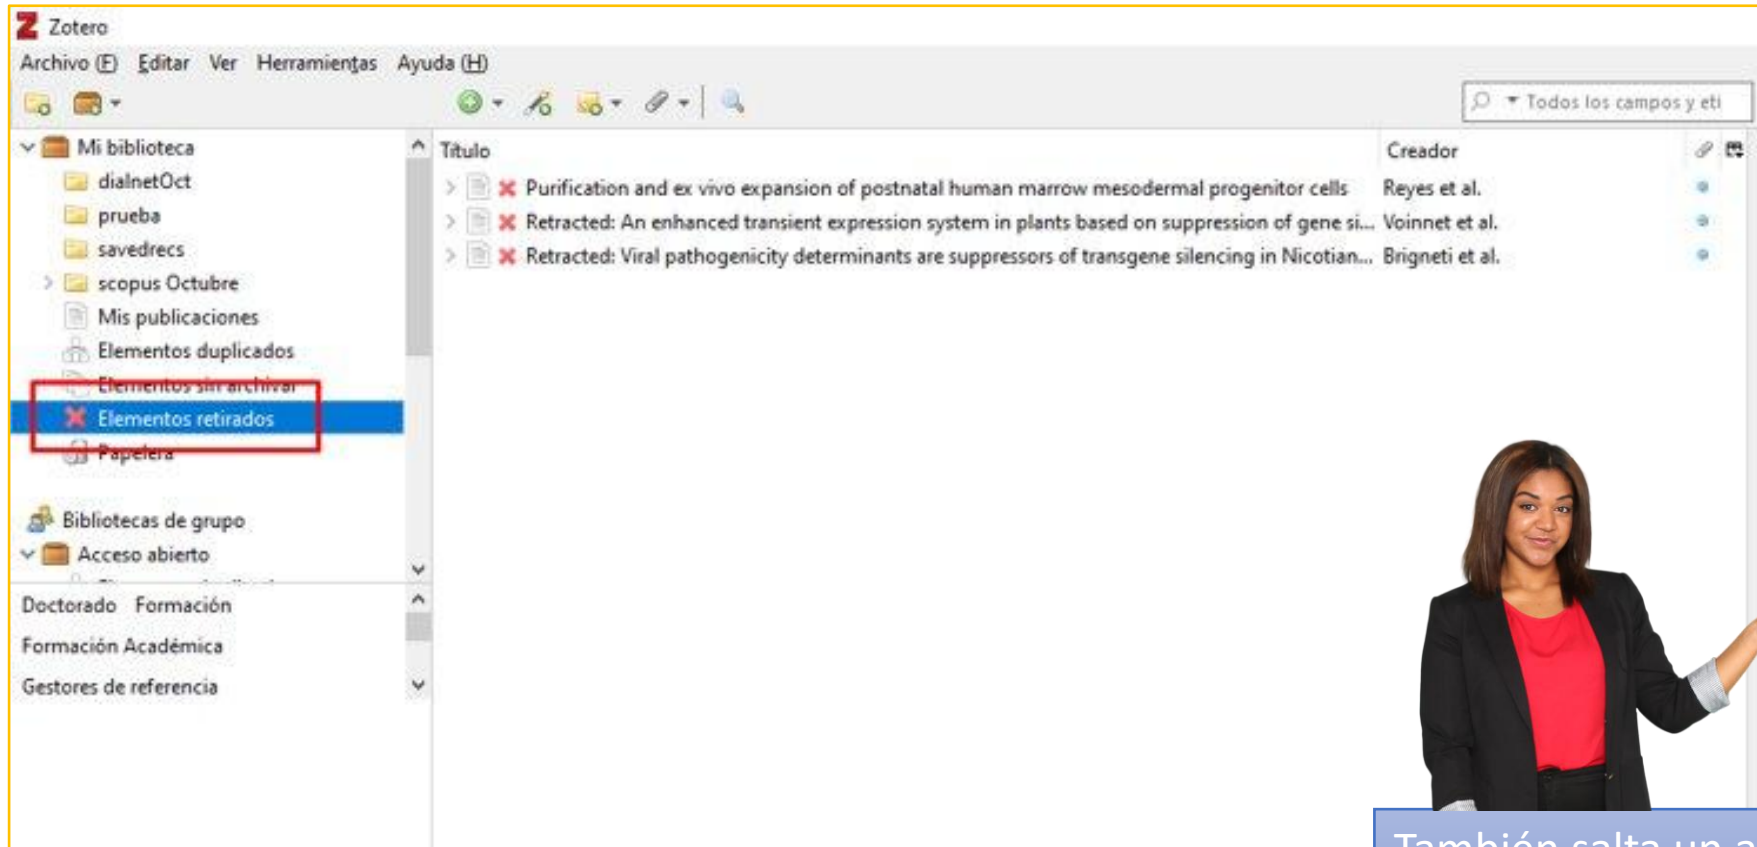 Zotero
Archivo (F) Editar Ver Herramientas Ayuda (H)
Todos los campos y eti
Mi biblioteca
dialnetOct
prueba
savedrecs
scopus Octubre
Mis publicaciones
Elementos duplicados
Elementos sin archivar
Elementos retirados
Papelera
Bibliotecas de grupo
Acceso abierto
Doctorado Formación
Formación Académica
Gestores de referencia
Título Creador
Purification and ex vivo expansion of postnatal human marrow mesodermal progenitor cells Reyes et al.
Retracted: An enhanced transient expression system in plants based on suppression of gene si... Voinnet et al.
Retracted: Viral pathogenicity determinants are suppressors of transgene silencing in Nicotian... Brigneti et al.
También salta un a